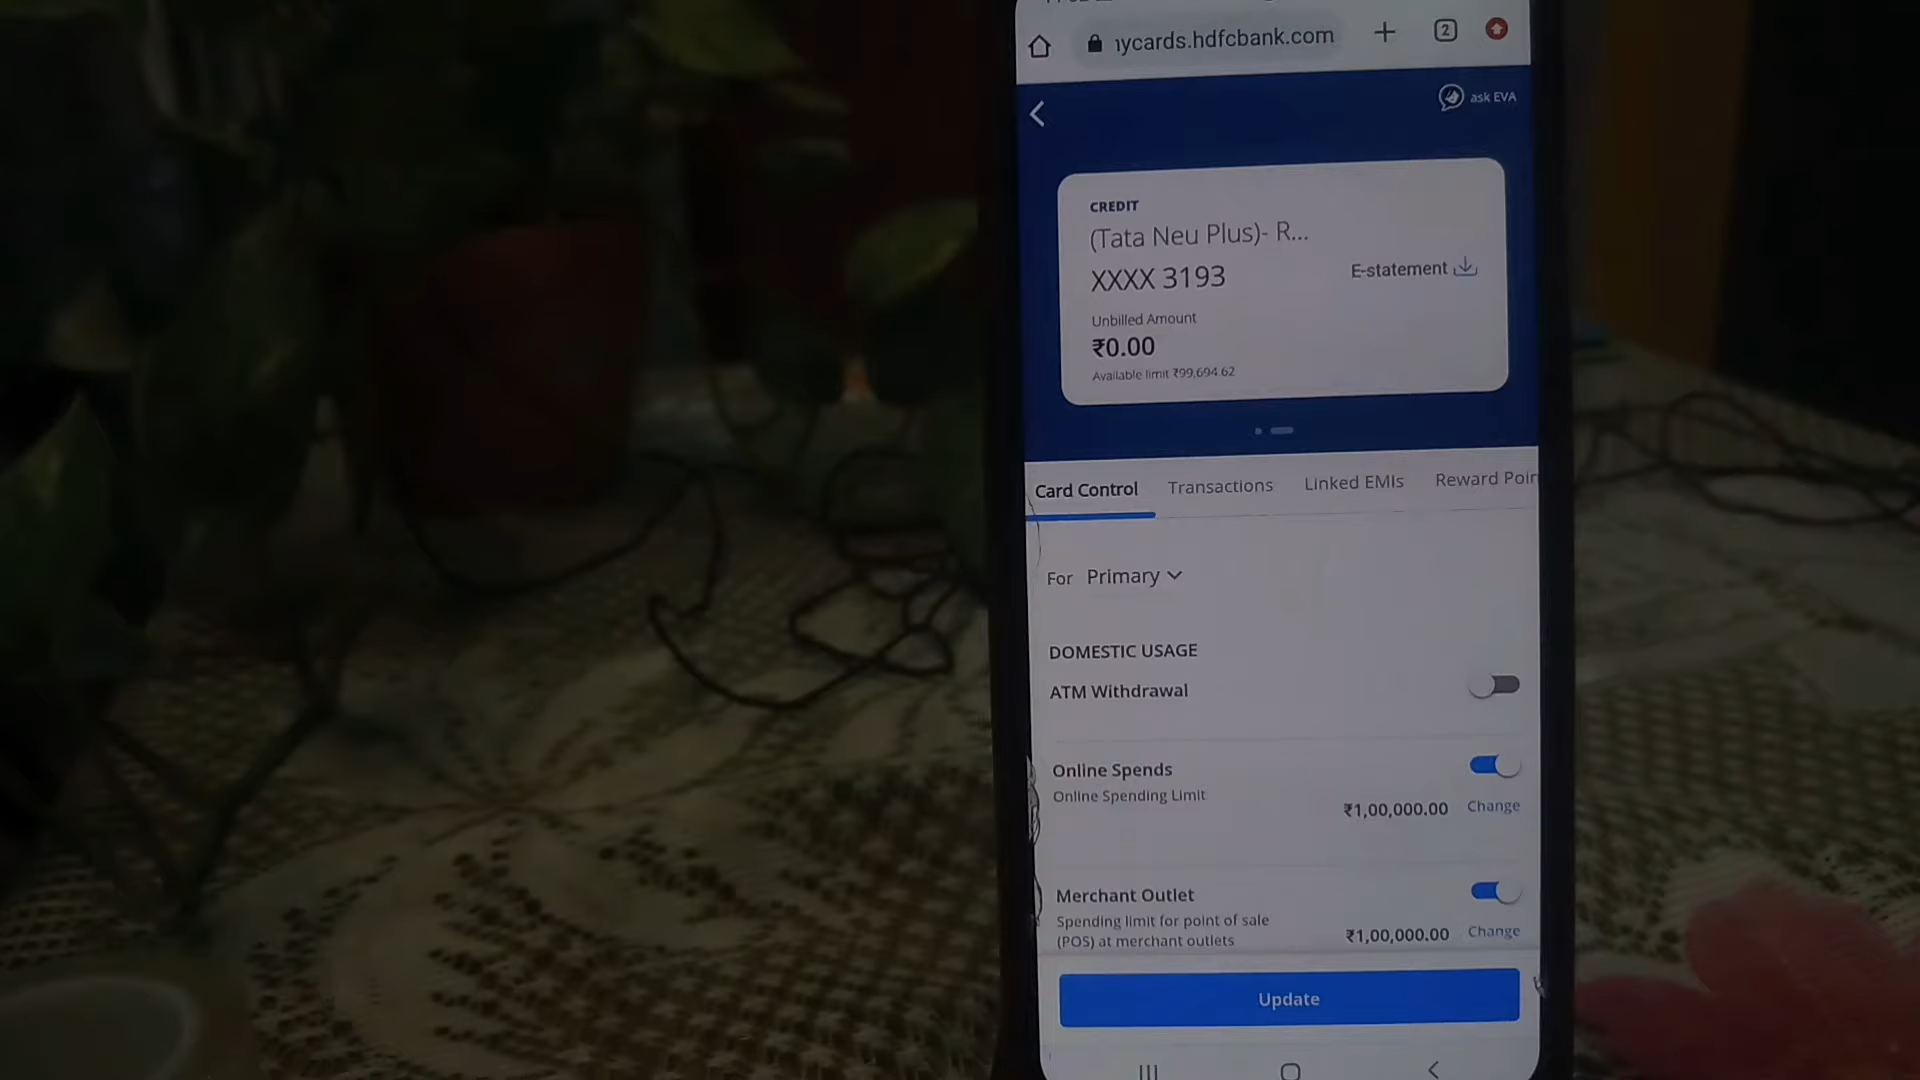 ycards.hdfcbank.com
2
ask EVA
CREDIT
(Tata Neu Plus)- R...
XXXX 3193
E-statement
Unbilled Amount
₹0.00
Available limit ₹99,694.62
Card Control Transactions Linked EMIs Reward Poin
For Primary
DOMESTIC USAGE
ATM Withdrawal
Online Spends
Online Spending Limit
₹1,00,000.00 Change
Merchant Outlet
Spending limit for point of sale
(POS) at merchant outlets
₹1,00,000.00 Change
Update